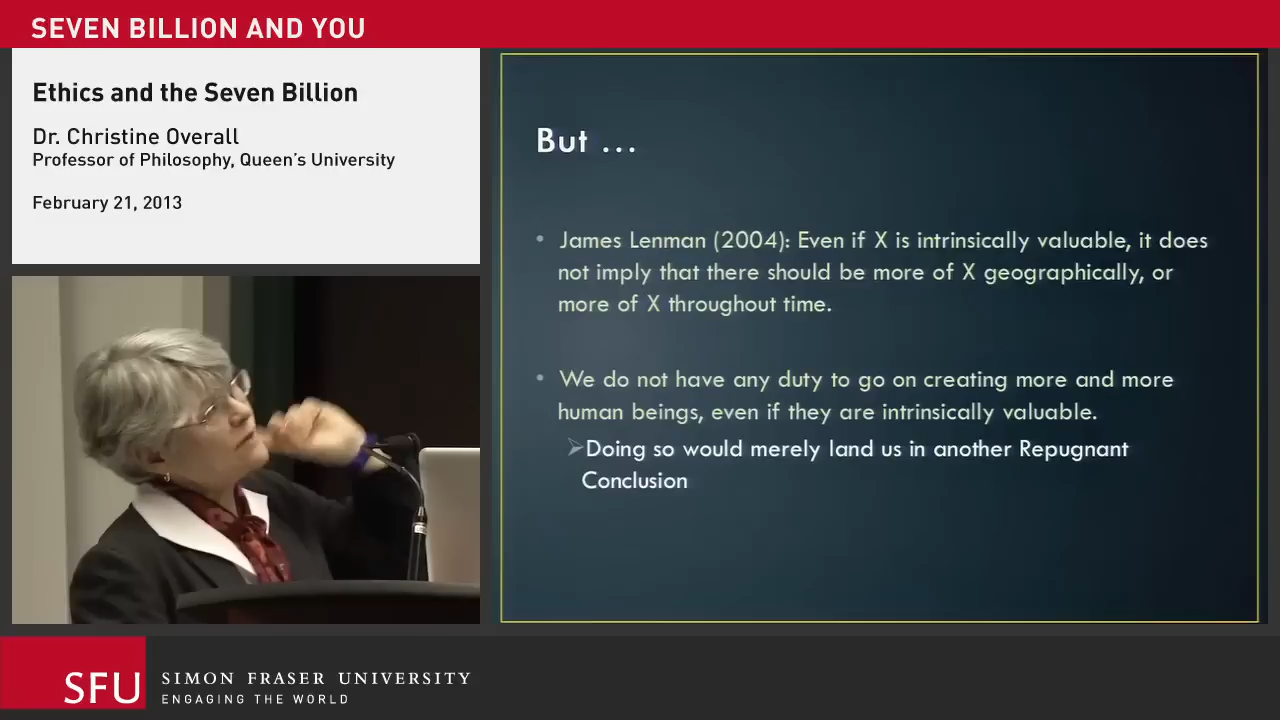 SEVEN BILLION AND YOU
Ethics and the Seven Billion
Dr. Christine Overall
Professor of Philosophy, Queen's University
February 21, 2013
But ...
• James Lenman (2004): Even if X is intrinsically valuable, it does
not imply that there should be more of X geographically, or
more of X throughout time.
• We do not have any duty to go on creating more and more
human beings, even if they are intrinsically valuable.
➢Doing so would merely land us in another Repugnant
Conclusion
SFU
SIMON FRASER UNIVERSITY
ENGAGING THE WORLD